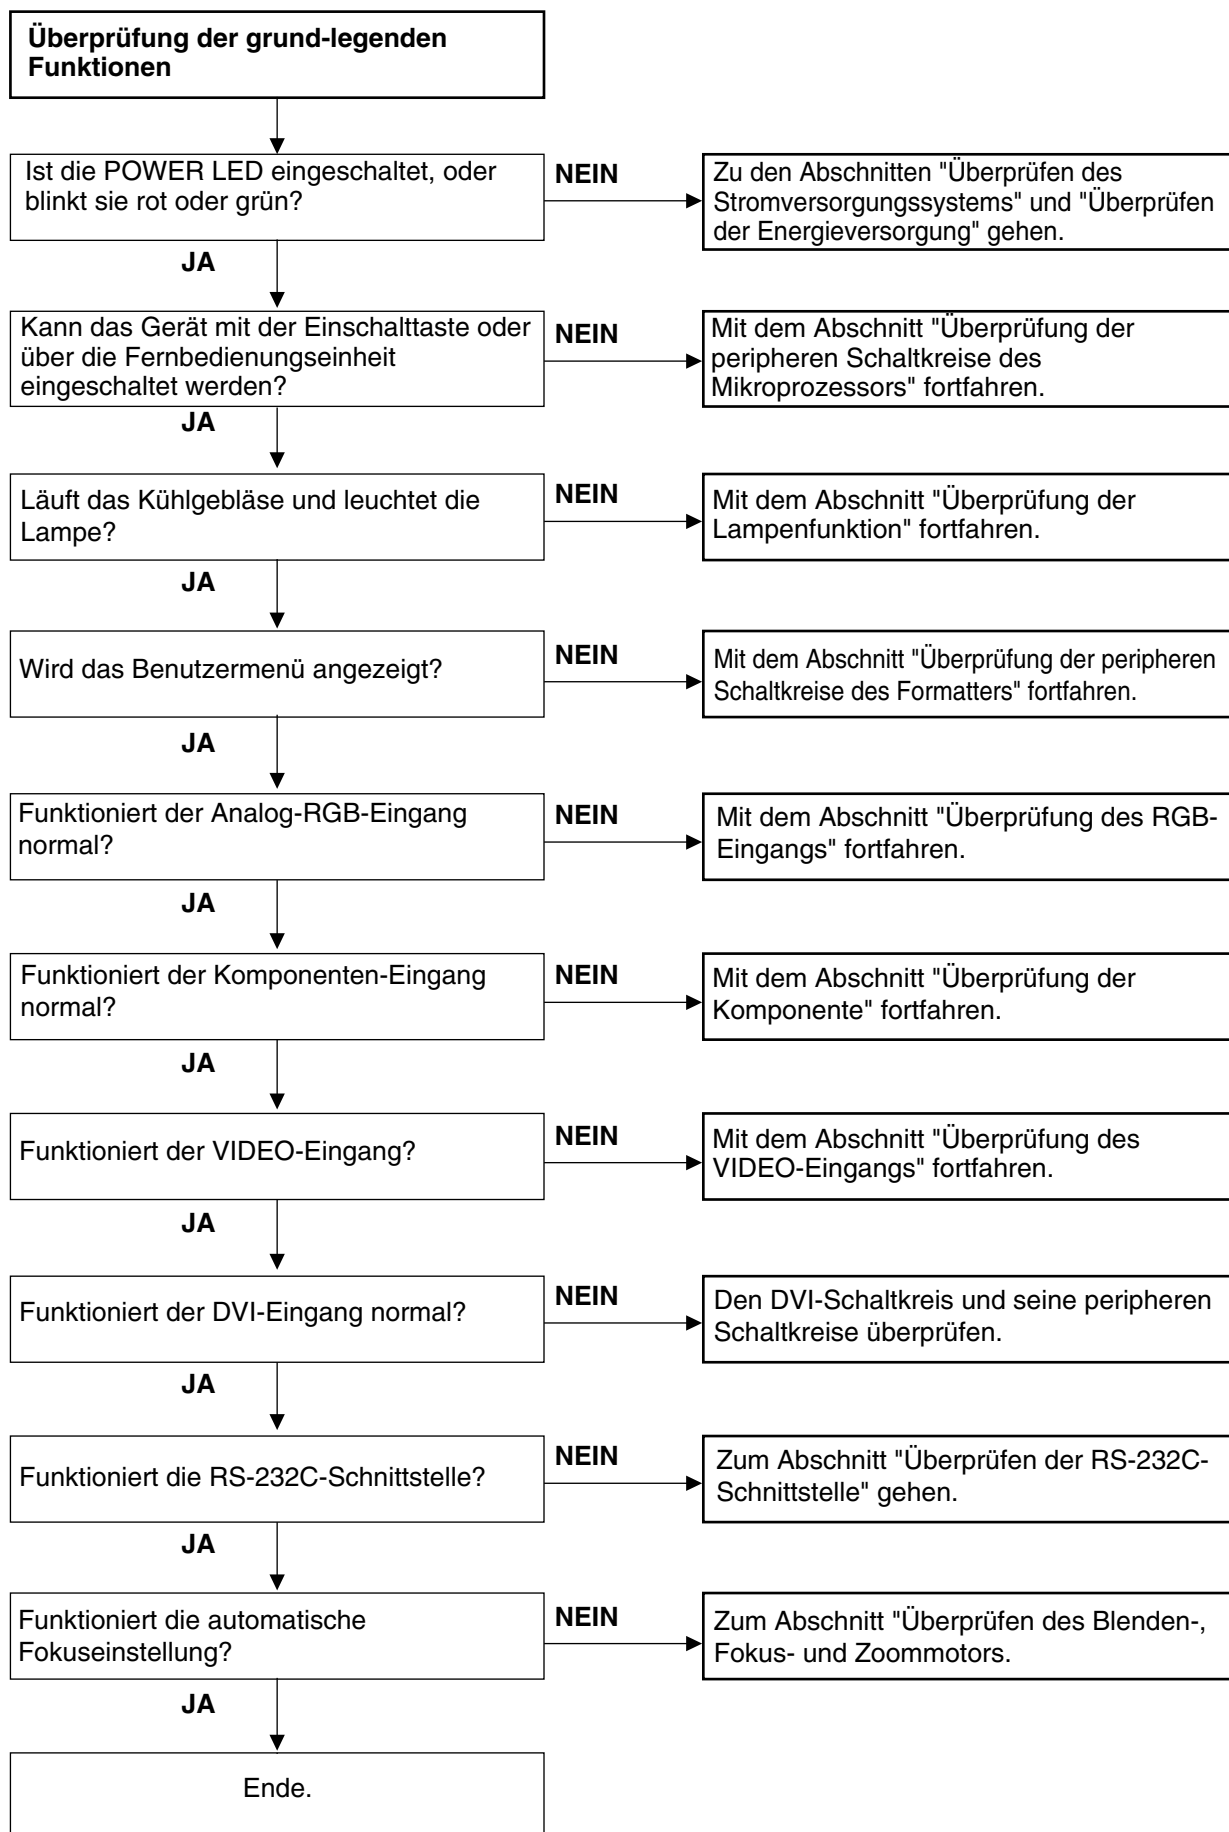 Überprüfung der grund-legenden
Funktionen
Ist die POWER LED eingeschaltet, oder
blinkt sie rot oder grün?
NEIN
Zu den Abschnitten "Überprüfen des
Stromversorgungssystems" und "Überprüfen
der Energieversorgung" gehen.
JA
Kann das Gerät mit der Einschalttaste oder
über die Fernbedienungseinheit
eingeschaltet werden?
NEIN
Mit dem Abschnitt "Überprüfung der
peripheren Schaltkreise des
Mikroprozessors" fortfahren.
JA
Läuft das Kühlgebläse und leuchtet die
Lampe?
NEIN
Mit dem Abschnitt "Überprüfung der
Lampenfunktion" fortfahren.
JA
Wird das Benutzermenü angezeigt?
NEIN
Mit dem Abschnitt "Überprüfung der peripheren
Schaltkreise des Formatters" fortfahren.
JA
Funktioniert der Analog-RGB-Eingang
normal?
NEIN
Mit dem Abschnitt "Überprüfung des RGB-
Eingangs" fortfahren.
JA
Funktioniert der Komponenten-Eingang
normal?
NEIN
Mit dem Abschnitt "Überprüfung der
Komponente" fortfahren.
JA
Funktioniert der VIDEO-Eingang?
NEIN
Mit dem Abschnitt "Überprüfung des
VIDEO-Eingangs" fortfahren.
JA
Funktioniert der DVI-Eingang normal?
NEIN
Den DVI-Schaltkreis und seine peripheren
Schaltkreise überprüfen.
JA
Funktioniert die RS-232C-Schnittstelle?
NEIN
Zum Abschnitt "Überprüfen der RS-232C-
Schnittstelle" gehen.
JA
Funktioniert die automatische
Fokuseinstellung?
NEIN
Zum Abschnitt "Überprüfen des Blenden-,
Fokus- und Zoommotors.
JA
Ende.